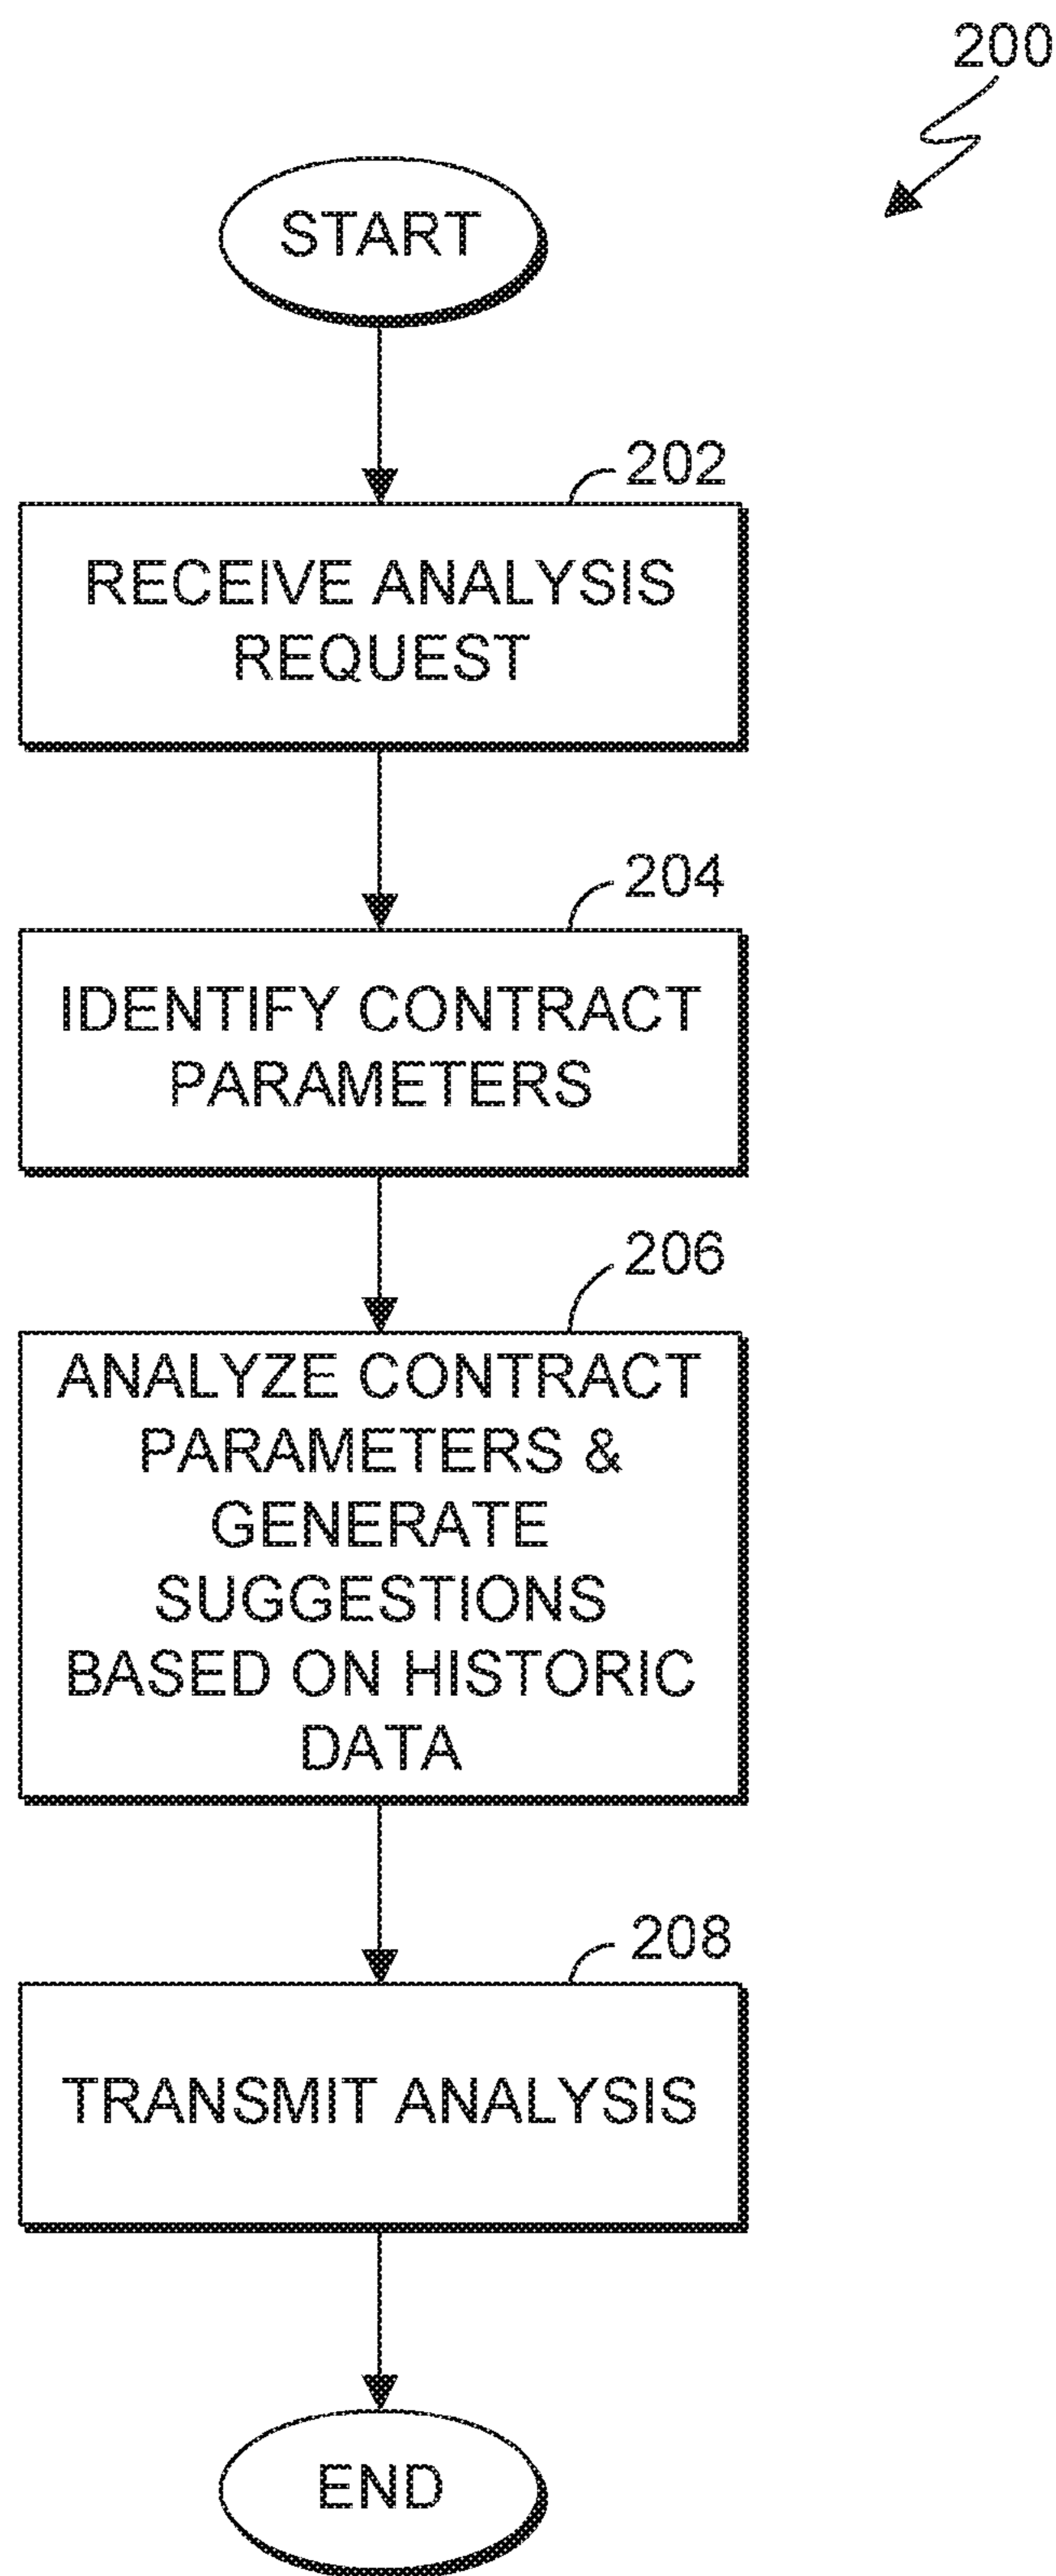 200
START
202
RECEIVE ANALYSIS
REQUEST
204
IDENTIFY CONTRACT
PARAMETERS
206
ANALYZE CONTRACT
PARAMETERS &
GENERATE
SUGGESTIONS
BASED ON HISTORIC
DATA
208
TRANSMIT ANALYSIS
END